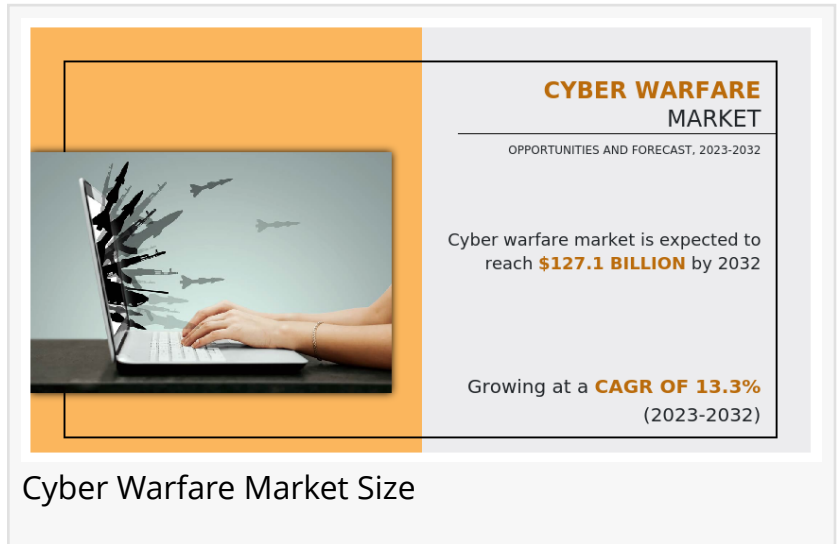 CYBER WARFARE
MARKET
OPPORTUNITIES AND FORECAST, 2023-2032
Cyber warfare market is expected to
reach $127.1 BILLION by 2032
Growing at a CAGR OF 13.3%
(2023-2032)
Cyber Warfare Market Size